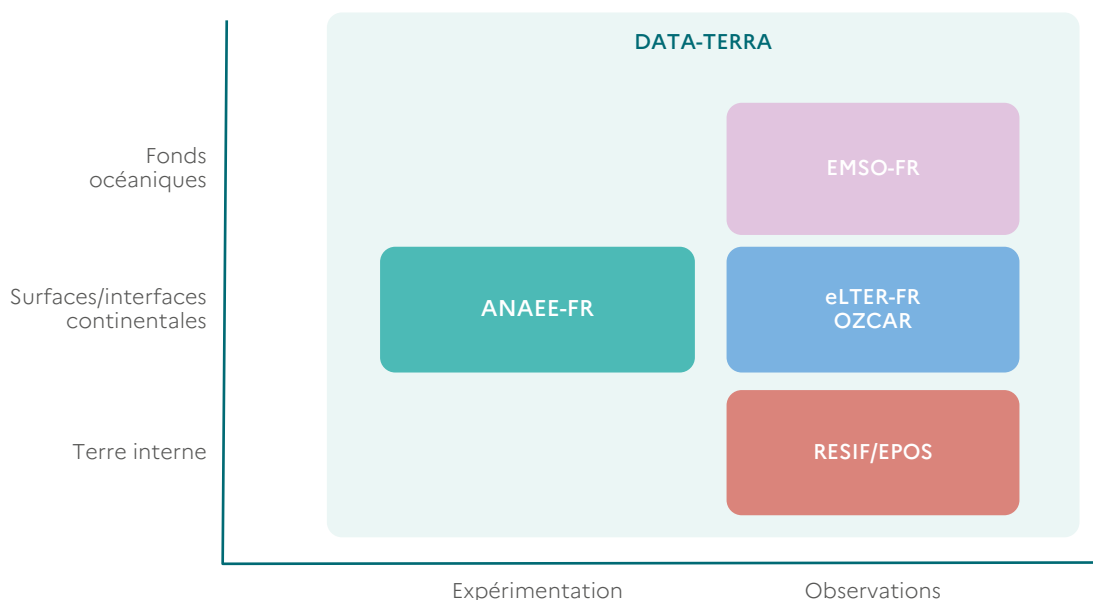 DATA-TERRA
Fonds
océaniques
EMSO-FR
Surfaces/interfaces
continentales
ANAEE-FR
eLTER-FR
OZCAR
Terre interne
RESIF/EPOS
Expérimentation
Observations